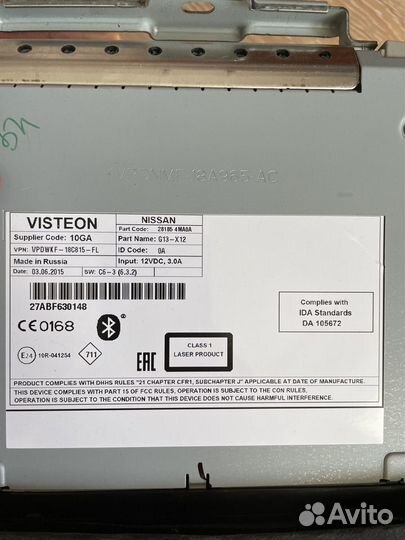 VISTEON
NISSAN
Supplier Code: 10GA
Part Code: 28185 4MA0A
VPN: VPDWKF-18C815-FL
Part Name: G13-X12
ID Code: 0A
Made in Russia
Input: 12VDC, 3.0A
Date: 03.06.2015
SW: C6-3 (6.3.2)
27ABF630148
Complies with
IDA Standards
DA 105672
CE0168
CLASS 1
LASER PRODUCT
E24 10R-041254
711
EAC
PRODUCT COMPLIES WITH DHHS RULES "21 CHAPTER CFR1, SUBCHAPTER J" APPLICABLE AT DATE OF MANUFACTURE.
THIS DEVICE COMPLIES WITH PART 15 OF FCC RULES, OPERATION IS SUBJECT TO THE CON RULES,
OPERATION IS SUBJECT TO THE CONDITION THAT THIS DEVICE DOES NOT CAUSE HARMFUL INTERFERENCE.
Avito